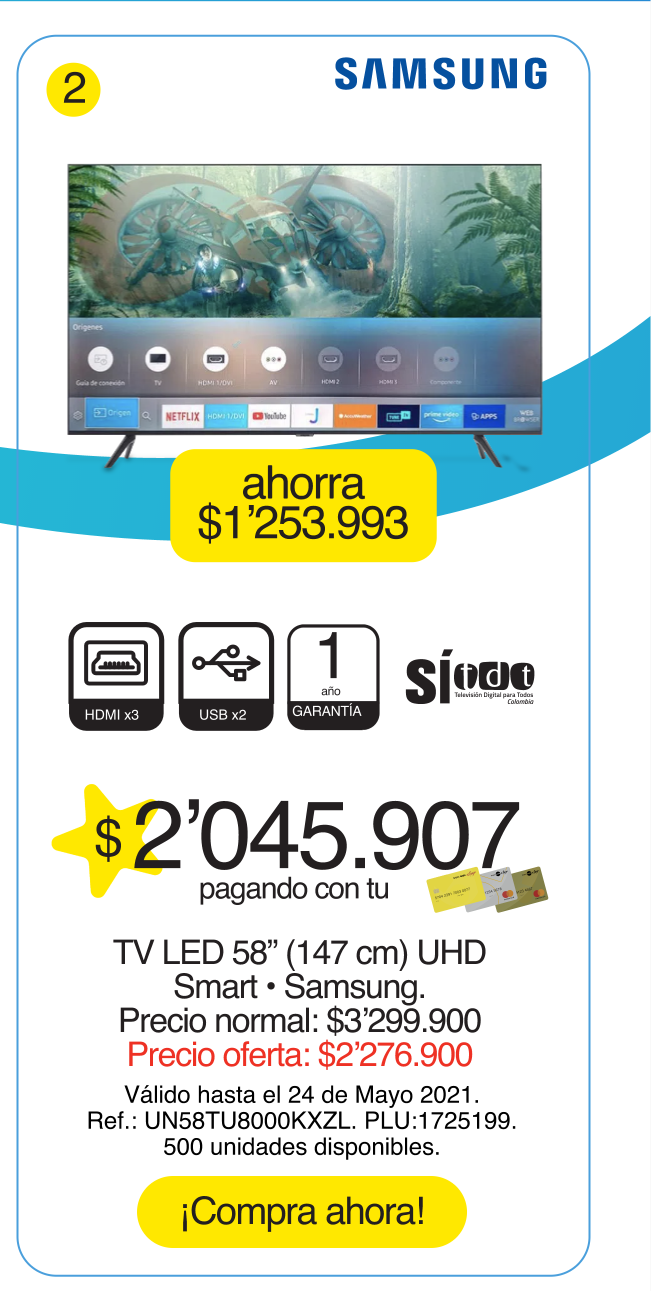 2
SAMSUNG
Orígenes
Guía de conexión
TV
HDMI 1/DVI
AV
HDMI 2
HDMI 3
Componente
Origen
NETFLIX
HDMI 1/DVI
YouTube
AccuWeather
prime video
APPS
WEB
BROWSER
ahorra
$1’253.993
HDMI x3
USB x2
1
año
GARANTÍA
SÍ tdt
Televisión Digital para Todos
Colombia
$2’045.907
pagando con tu
TV LED 58” (147 cm) UHD
Smart • Samsung.
Precio normal: $3’299.900
Precio oferta: $2’276.900
Válido hasta el 24 de Mayo 2021.
Ref.: UN58TU8000KXZL. PLU:1725199.
500 unidades disponibles.
¡Compra ahora!